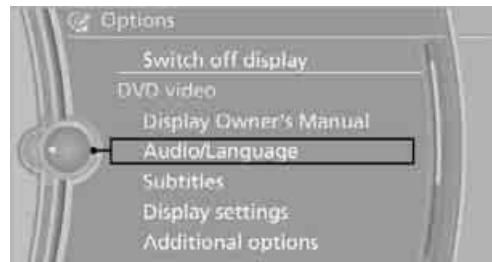 Options
Switch off display
DVD video
Display Owner's Manual
Audio/Language
Subtitles
Display settings
Additional options